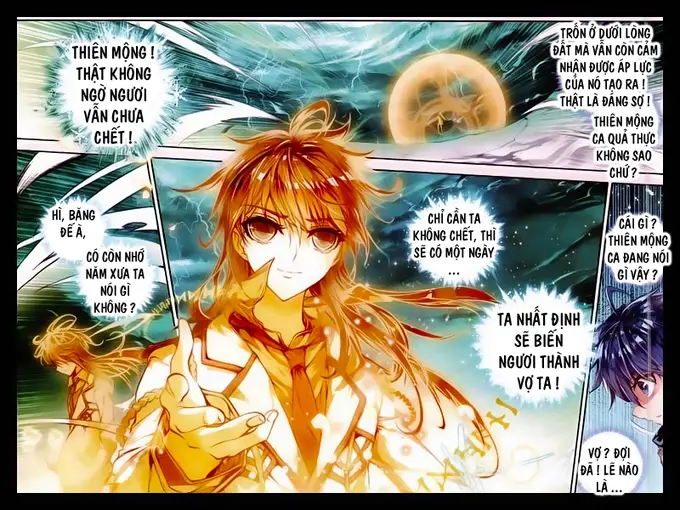 THIÊN MỘNG !
THẬT KHÔNG
NGỜ NGƯƠI
VẪN CHƯA
CHẾT !
TRỐN Ở DƯỚI LÒNG
ĐẤT MÀ VẪN CÒN CẢM
NHẬN ĐƯỢC ÁP LỰC
CỦA NÓ TẠO RA !
THẬT LÀ ĐÁNG SỢ !
THIÊN MỘNG
CA QUẢ THỰC
KHÔNG SAO
CHỨ ?
HÌ, BĂNG
ĐẾ À,
CÓ CÒN NHỚ
NĂM XƯA TA
NÓI GÌ
KHÔNG ?
CHỈ CẦN TA
KHÔNG CHẾT, THÌ
SẼ CÓ MỘT NGÀY
...
TA NHẤT ĐỊNH
SẼ BIẾN
NGƯƠI THÀNH
VỢ TA !
CÁI GÌ ?
THIÊN MỘNG
CA ĐANG NÓI
GÌ VẬY ?
VỢ ? ĐỢI
ĐÃ ! LẼ NÀO
LÀ ...